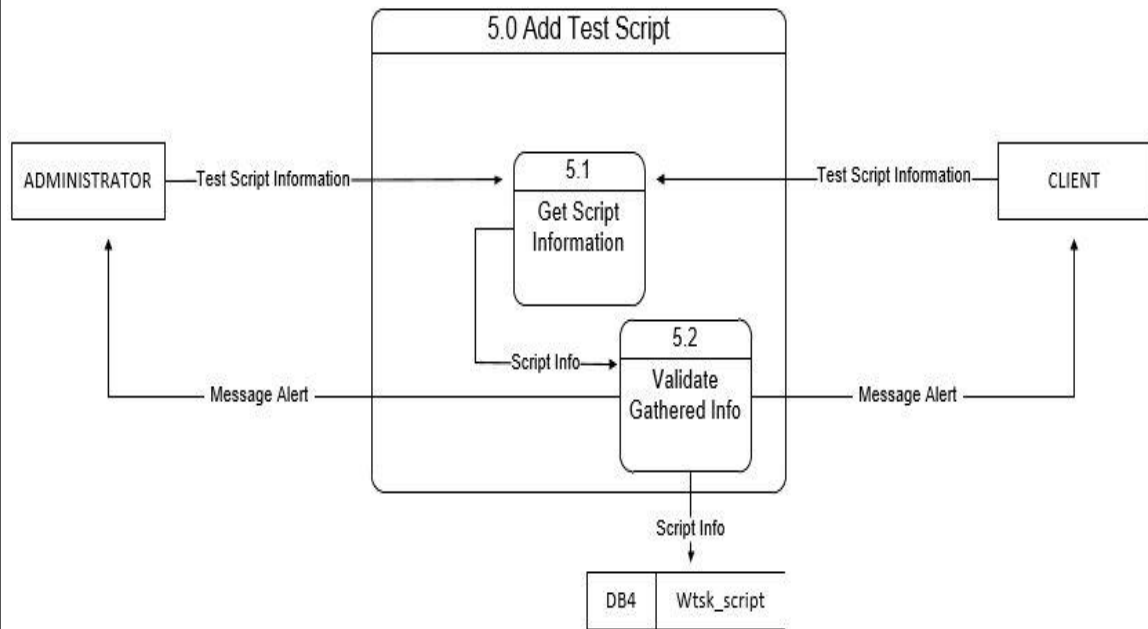 5.0 Add Test Script
ADMINISTRATOR
Test Script Information
5.1
Get Script
Information
Test Script Information
CLIENT
Script Info
5.2
Validate
Gathered Info
Message Alert
Message Alert
Script Info
DB4
Wtsk_script